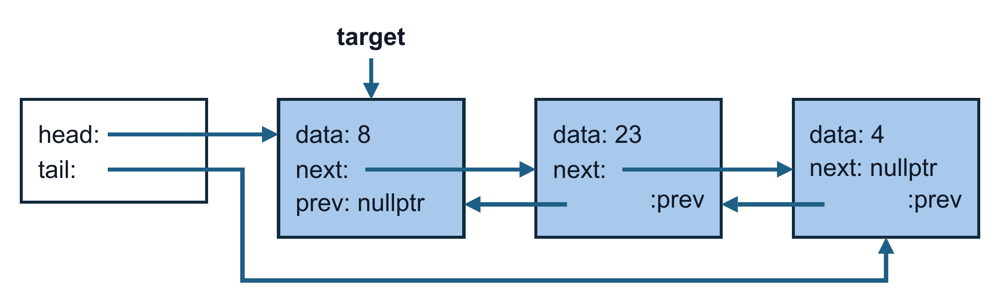 target
head:
tail:
data: 8
next:
prev: nullptr
data: 23
next:
:prev
data: 4
next: nullptr
:prev